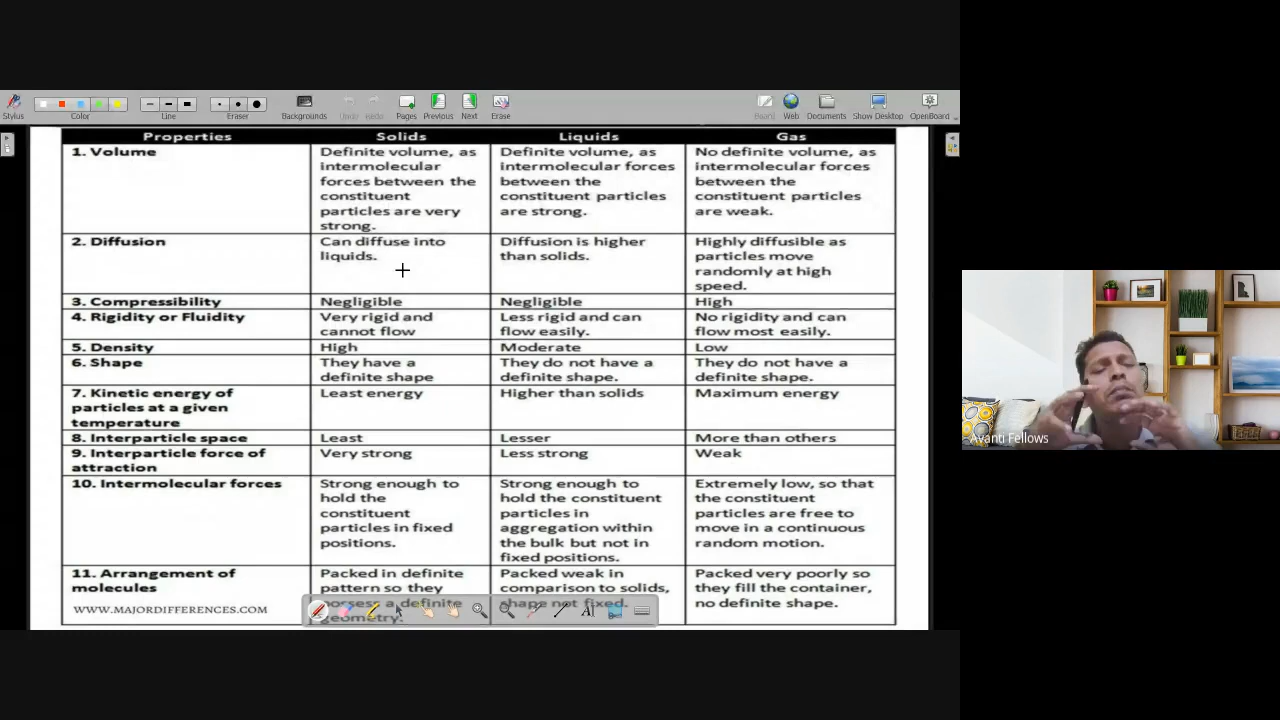 Stylus
Color
Line
Eraser
Backgrounds
Undo
Redo
Pages
Previous
Next
Erase
Board
Web
Documents
Show Desktop
OpenBoard
Properties Solids Liquids Gas
1. Volume
Definite volume, as
intermolecular
forces between the
constituent
particles are very
strong.
Definite volume, as
intermolecular forces
between the
constituent particles
are strong.
No definite volume, as
intermolecular forces
between the
constituent particles
are weak.
2. Diffusion
Can diffuse into
liquids.
Diffusion is higher
than solids.
Highly diffusible as
particles move
randomly at high
speed.
3. Compressibility
Negligible
Negligible
High
4. Rigidity or Fluidity
Very rigid and
cannot flow
Less rigid and can
flow easily.
No rigidity and can
flow most easily.
5. Density
High
Moderate
Low
6. Shape
They have a
definite shape
They do not have a
definite shape.
They do not have a
definite shape.
7. Kinetic energy of
particles at a given
temperature
Least energy
Higher than solids
Maximum energy
8. Interparticle space
Least
Lesser
More than others
9. Interparticle force of
attraction
Very strong
Less strong
Weak
10. Intermolecular forces
Strong enough to
hold the
constituent
particles in fixed
positions.
Strong enough to
hold the constituent
particles in
aggregation within
the bulk but not in
fixed positions.
Extremely low, so that
the constituent
particles are free to
move in a continuous
random motion.
11. Arrangement of
molecules
Packed in definite
pattern so they
possess a definite
geometry.
Packed weak in
comparison to solids,
shape not fixed.
Packed very poorly so
they fill the container,
no definite shape.
WWW.MAJORDIFFERENCES.COM
Avanti Fellows